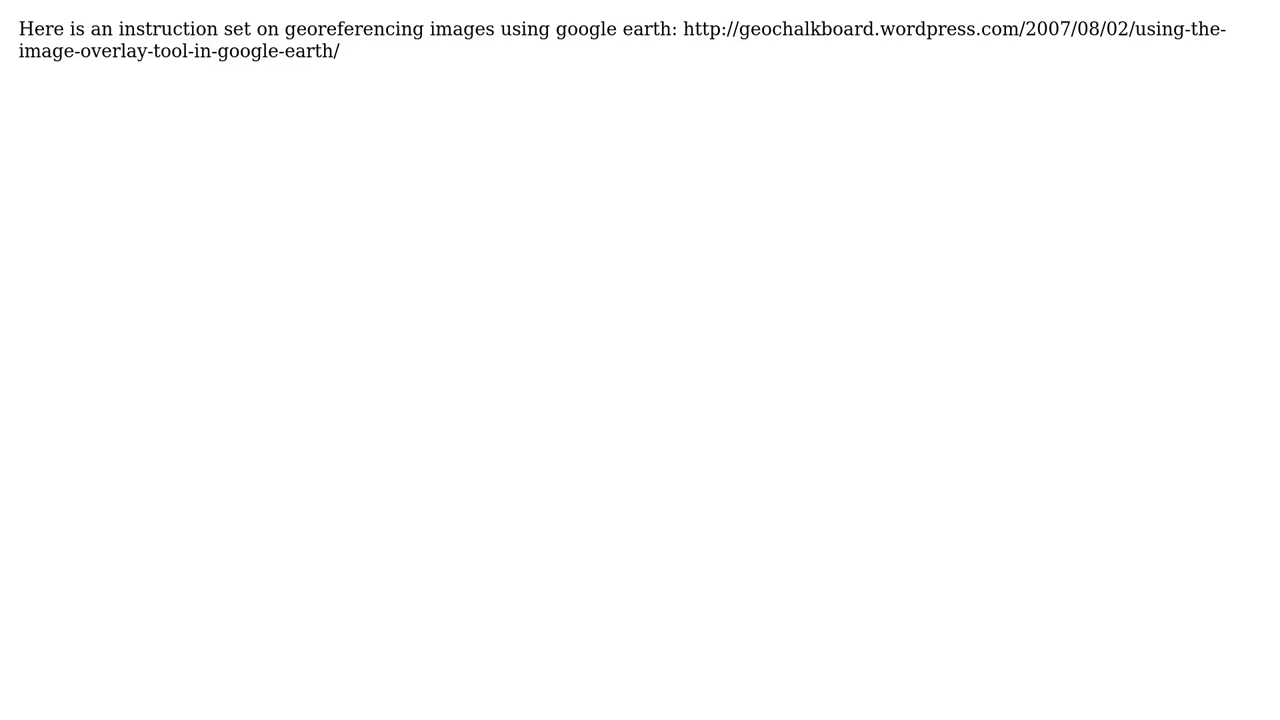 Here is an instruction set on georeferencing images using google earth: http://geochalkboard.wordpress.com/2007/08/02/using-the-
image-overlay-tool-in-google-earth/